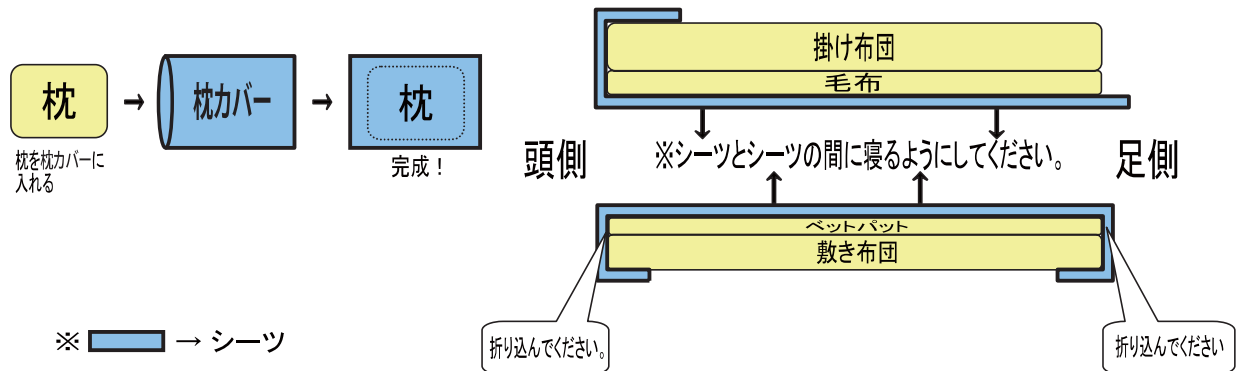 枕
枕カバー
枕
枕を枕カバーに
入れる
完成！
掛け布団
毛布
頭側
※シーツとシーツの間に寝るようにしてください。
足側
ベットパット
敷き布団
折り込んでください。
折り込んでください
※ → シーツ